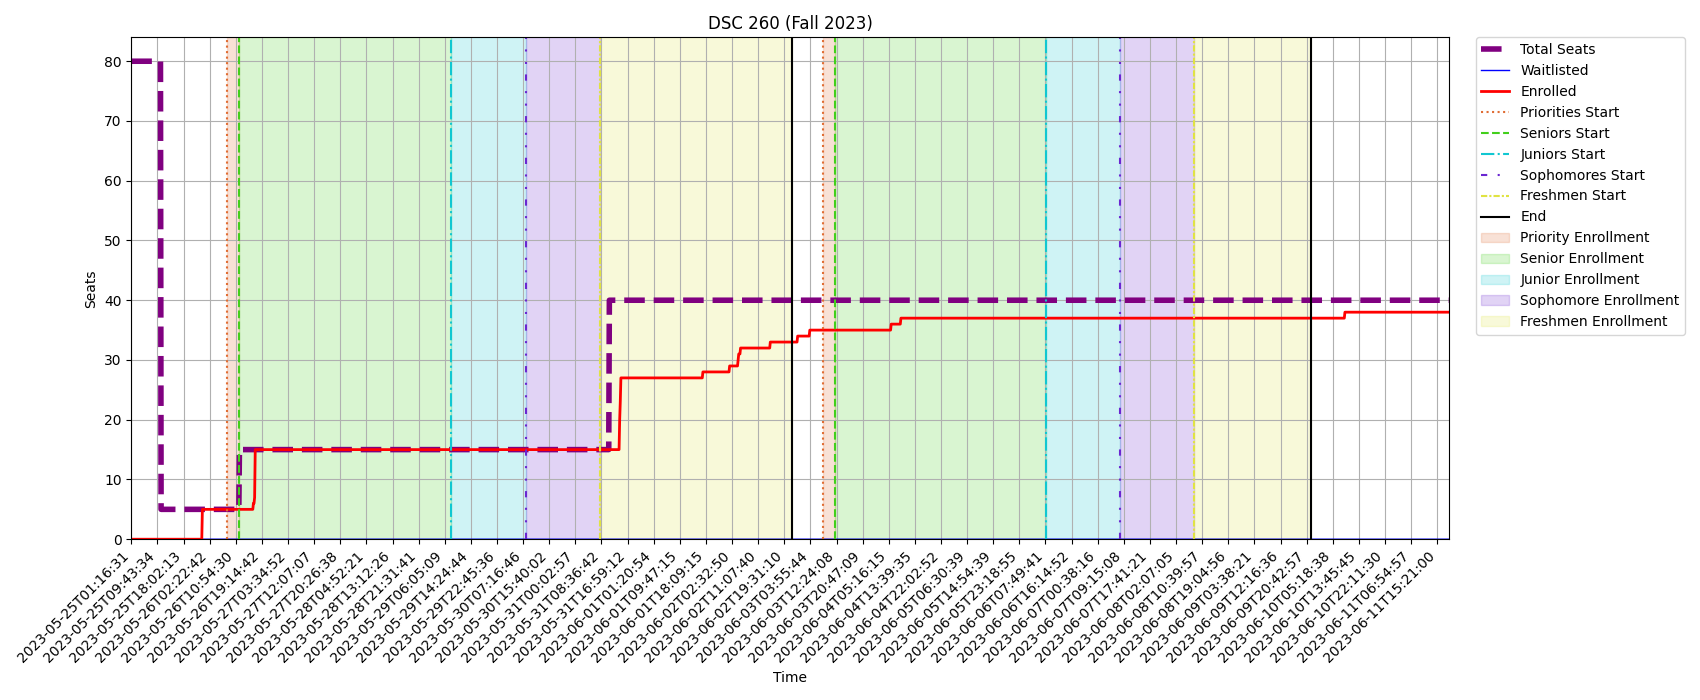 DSC 260 (Fall 2023)
80
70
60
50
40
30
20
10
0
Seats
2023-05-25T01:16:31
2023-05-25T09:43:34
2023-05-25T18:02:13
2023-05-26T02:22:42
2023-05-26T10:54:30
2023-05-26T19:14:42
2023-05-27T03:34:52
2023-05-27T12:07:07
2023-05-27T20:26:38
2023-05-28T04:52:21
2023-05-28T13:12:26
2023-05-28T21:31:41
2023-05-29T06:05:09
2023-05-29T14:24:44
2023-05-29T22:45:36
2023-05-30T07:16:46
2023-05-30T15:40:02
2023-05-31T00:02:57
2023-05-31T08:36:42
2023-05-31T16:59:12
2023-06-01T01:20:54
2023-06-01T09:47:15
2023-06-01T18:09:15
2023-06-02T02:32:50
2023-06-02T11:07:40
2023-06-02T19:31:10
2023-06-03T03:55:44
2023-06-03T12:24:08
2023-06-03T20:47:09
2023-06-04T05:16:15
2023-06-04T13:39:35
2023-06-04T22:02:52
2023-06-05T06:30:39
2023-06-05T14:54:39
2023-06-05T23:18:55
2023-06-06T07:49:41
2023-06-06T16:14:52
2023-06-07T00:38:16
2023-06-07T09:15:08
2023-06-07T17:41:21
2023-06-08T02:07:05
2023-06-08T10:39:57
2023-06-08T19:04:56
2023-06-09T03:38:21
2023-06-09T12:16:36
2023-06-09T20:42:57
2023-06-10T05:18:38
2023-06-10T13:45:45
2023-06-10T22:11:30
2023-06-11T06:54:57
2023-06-11T15:21:00
Time
Total Seats
Waitlisted
Enrolled
Priorities Start
Seniors Start
Juniors Start
Sophomores Start
Freshmen Start
End
Priority Enrollment
Senior Enrollment
Junior Enrollment
Sophomore Enrollment
Freshmen Enrollment